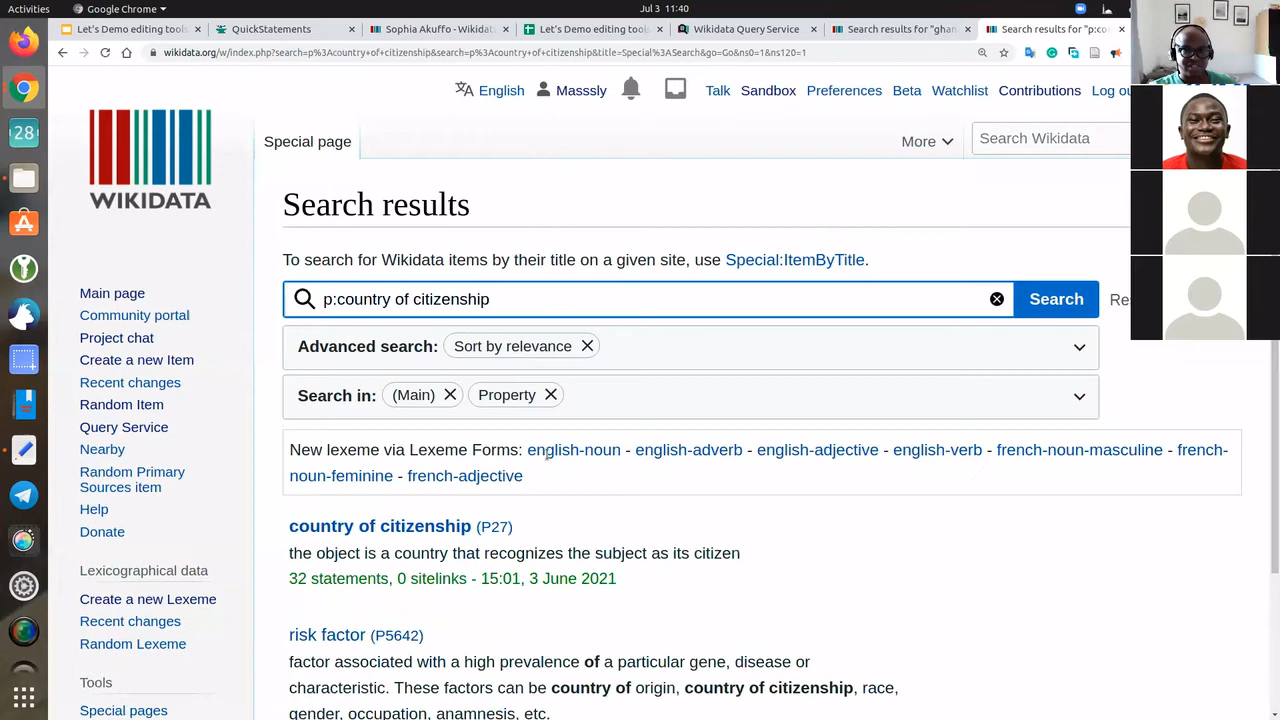 Activities
Google Chrome
Jul 3 11:40
Let's Demo editing tools
QuickStatements
Sophia Akuffo - Wikidata
Let's Demo editing tools
Wikidata Query Service
Search results for "ghan
Search results for "p:co
wikidata.org/w/index.php?search=p%3Acountry+of+citizenship&search=p%3Acountry+of+citizenship&title=Special%3ASearch&go=Go&ns0=1&ns120=1
28
English
Masssly
Talk
Sandbox
Preferences
Beta
Watchlist
Contributions
Log ou
WIKIDATA
Special page
More
Search Wikidata
Search results
To search for Wikidata items by their title on a given site, use Special:ItemByTitle.
p:country of citizenship
Search
Re
Advanced search: Sort by relevance
Search in: (Main) Property
New lexeme via Lexeme Forms: english-noun - english-adverb - english-adjective - english-verb - french-noun-masculine - french-
noun-feminine - french-adjective
country of citizenship (P27)
the object is a country that recognizes the subject as its citizen
32 statements, 0 sitelinks - 15:01, 3 June 2021
risk factor (P5642)
factor associated with a high prevalence of a particular gene, disease or
characteristic. These factors can be country of origin, country of citizenship, race,
gender, occupation, anamnesis, etc.
Main page
Community portal
Project chat
Create a new Item
Recent changes
Random Item
Query Service
Nearby
Random Primary
Sources item
Help
Donate
Lexicographical data
Create a new Lexeme
Recent changes
Random Lexeme
Tools
Special pages